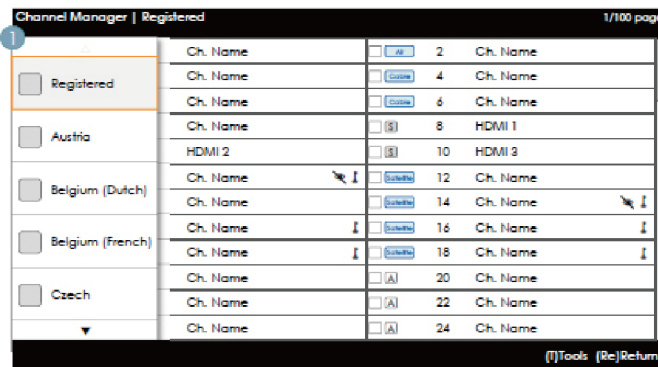 Channel Manager | Registered 1/100 page
1
Registered
Austria
Belgium (Dutch)
Belgium (French)
Czech
Ch. Name Air 2 Ch. Name
Ch. Name Cable 4 Ch. Name
Ch. Name Cable 6 Ch. Name
Ch. Name S 8 HDMI 1
HDMI 2 S 10 HDMI 3
Ch. Name Satellite 12 Ch. Name
Ch. Name Satellite 14 Ch. Name
Ch. Name Satellite 16 Ch. Name
Ch. Name Satellite 18 Ch. Name
Ch. Name A 20 Ch. Name
Ch. Name A 22 Ch. Name
Ch. Name A 24 Ch. Name
(T)Tools (Re)Return